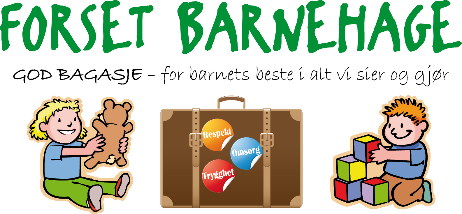 FORSET BARNEHAGE
GOD BAGASJE – for barnets beste i alt vi sier og gjør
Respekt
Omsorg
Trygghet